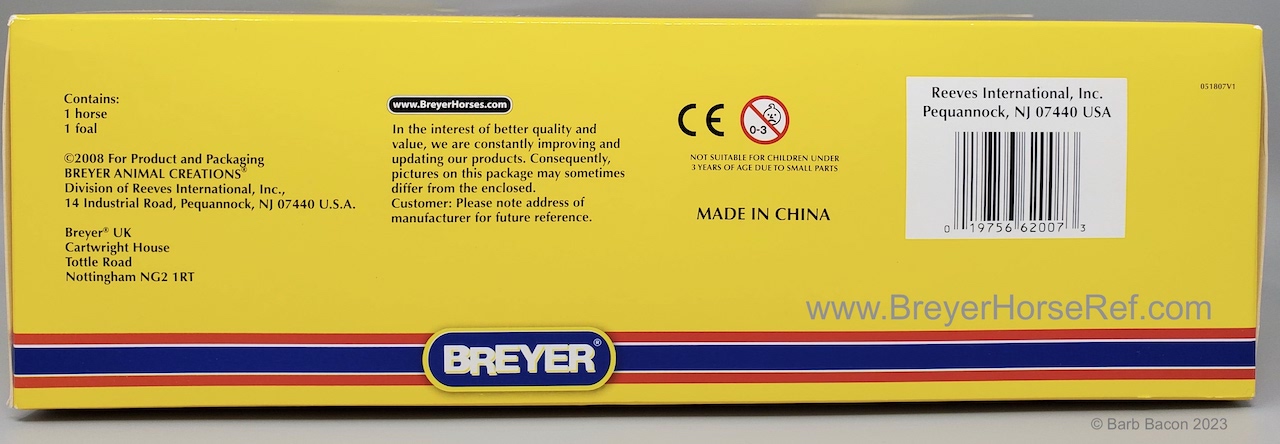 Contains:
1 horse
1 foal
©2008 For Product and Packaging
BREYER ANIMAL CREATIONS®
Division of Reeves International, Inc.,
14 Industrial Road, Pequannock, NJ 07440 U.S.A.
Breyer® UK
Cartwright House
Tottle Road
Nottingham NG2 1RT
www.BreyerHorses.com
In the interest of better quality and
value, we are constantly improving and
updating our products. Consequently,
pictures on this package may sometimes
differ from the enclosed.
Customer: Please note address of
manufacturer for future reference.
CE
0-3
NOT SUITABLE FOR CHILDREN UNDER
3 YEARS OF AGE DUE TO SMALL PARTS
MADE IN CHINA
Reeves International, Inc.
Pequannock, NJ 07440 USA
0 19756 62007 3
051807V1
www.BreyerHorseRef.com
BREYER®
© Barb Bacon 2023